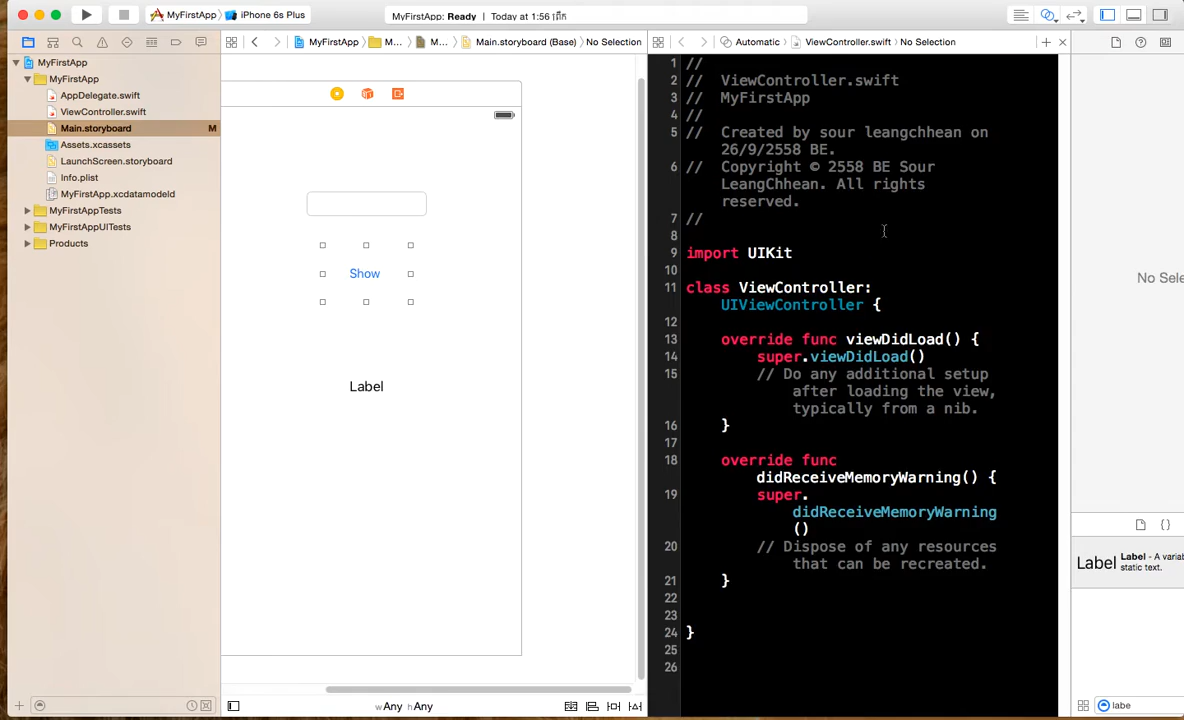 MyFirstApp
iPhone 6s Plus
MyFirstApp: Ready
Today at 1:56 ព្រឹក
MyFirstApp
M...
M...
Main.storyboard (Base)
No Selection
Automatic
ViewController.swift
No Selection
MyFirstApp
MyFirstApp
AppDelegate.swift
ViewController.swift
Main.storyboard M
Assets.xcassets
LaunchScreen.storyboard
Info.plist
MyFirstApp.xcdatamodeld
MyFirstAppTests
MyFirstAppUITests
Products
Show
Label
wAny hAny
1 //
2 // ViewController.swift
3 // MyFirstApp
4 //
5 // Created by sour leangchhean on
26/9/2558 BE.
6 // Copyright © 2558 BE Sour
LeangChhean. All rights
reserved.
7 //
8
9 import UIKit
10
11 class ViewController:
UIViewController {
12
13 override func viewDidLoad() {
14 super.viewDidLoad()
15 // Do any additional setup
after loading the view,
typically from a nib.
16 }
17
18 override func
didReceiveMemoryWarning() {
19 super.
didReceiveMemoryWarning
()
20 // Dispose of any resources
that can be recreated.
21 }
22
23
24 }
25
26
No Sele
{ }
Label
Label - A varia
static text.
labe